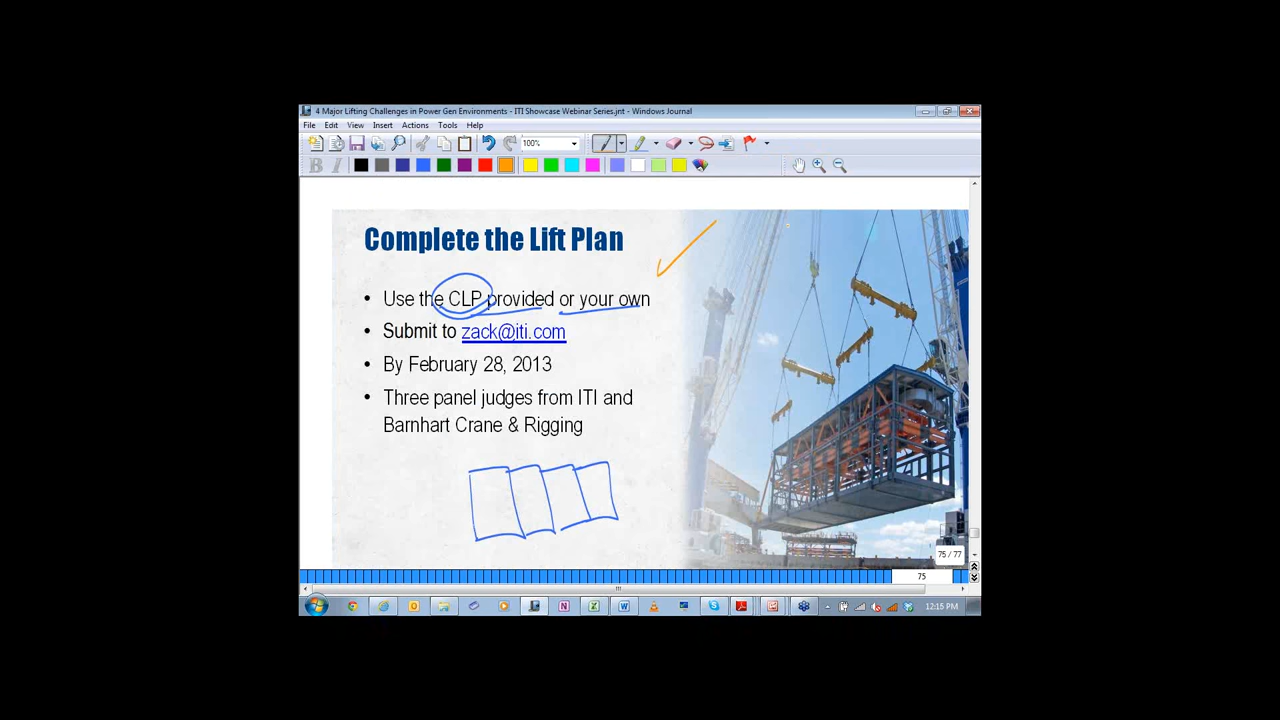 4 Major Lifting Challenges in Power Gen Environments - ITI Showcase Webinar Series.jnt - Windows Journal
File Edit View Insert Actions Tools Help
100%
B I
Complete the Lift Plan
• Use the CLP provided or your own
• Submit to zack@iti.com
• By February 28, 2013
• Three panel judges from ITI and
Barnhart Crane & Rigging
75 / 77
75
12:15 PM